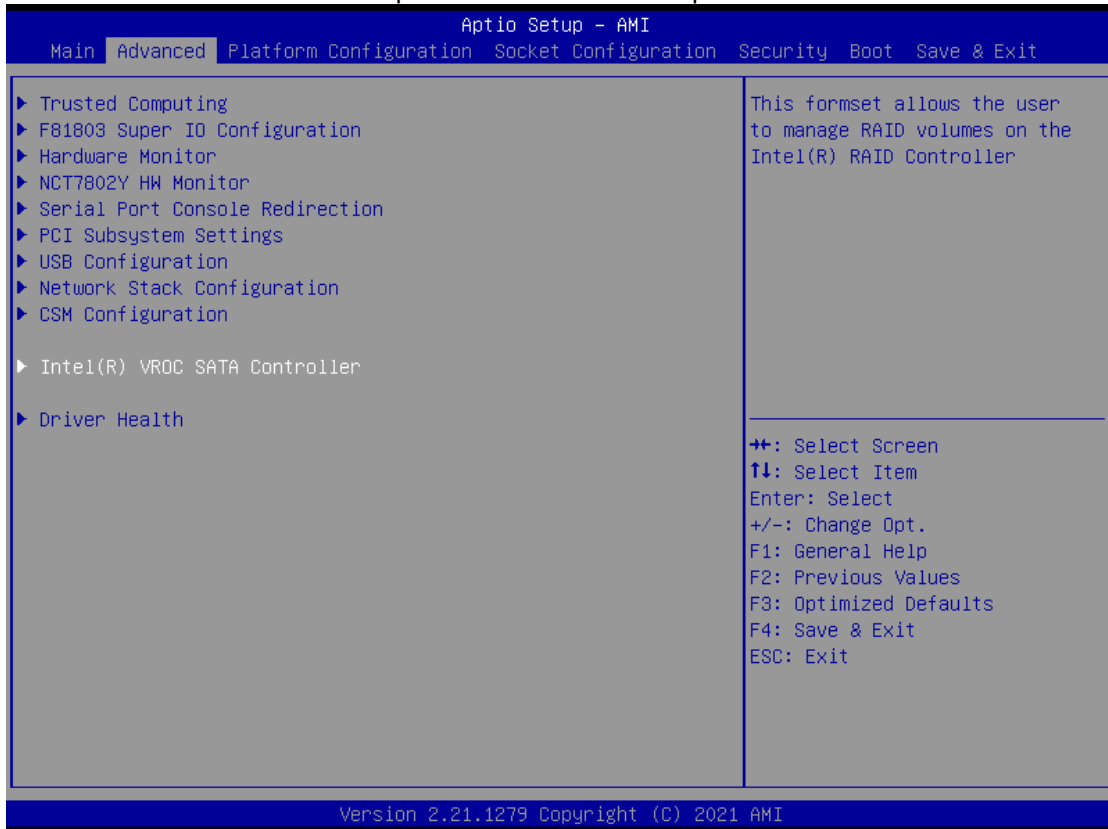 Aptio Setup – AMI
Main Advanced Platform Configuration Socket Configuration Security Boot Save & Exit
▶ Trusted Computing
▶ F81803 Super IO Configuration
▶ Hardware Monitor
▶ NCT7802Y HW Monitor
▶ Serial Port Console Redirection
▶ PCI Subsystem Settings
▶ USB Configuration
▶ Network Stack Configuration
▶ CSM Configuration
▶ Intel(R) VROC SATA Controller
▶ Driver Health
This formset allows the user
to manage RAID volumes on the
Intel(R) RAID Controller
→←: Select Screen
↑↓: Select Item
Enter: Select
+/-: Change Opt.
F1: General Help
F2: Previous Values
F3: Optimized Defaults
F4: Save & Exit
ESC: Exit
Version 2.21.1279 Copyright (C) 2021 AMI